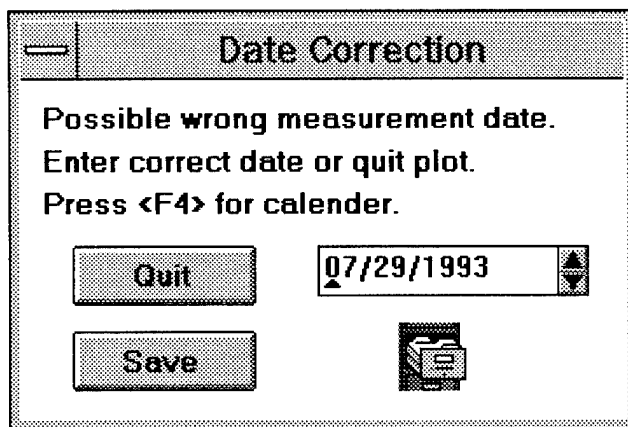 Date Correction
Possible wrong measurement date.
Enter correct date or quit plot.
Press <F4> for calender.
Quit
07/29/1993
Save